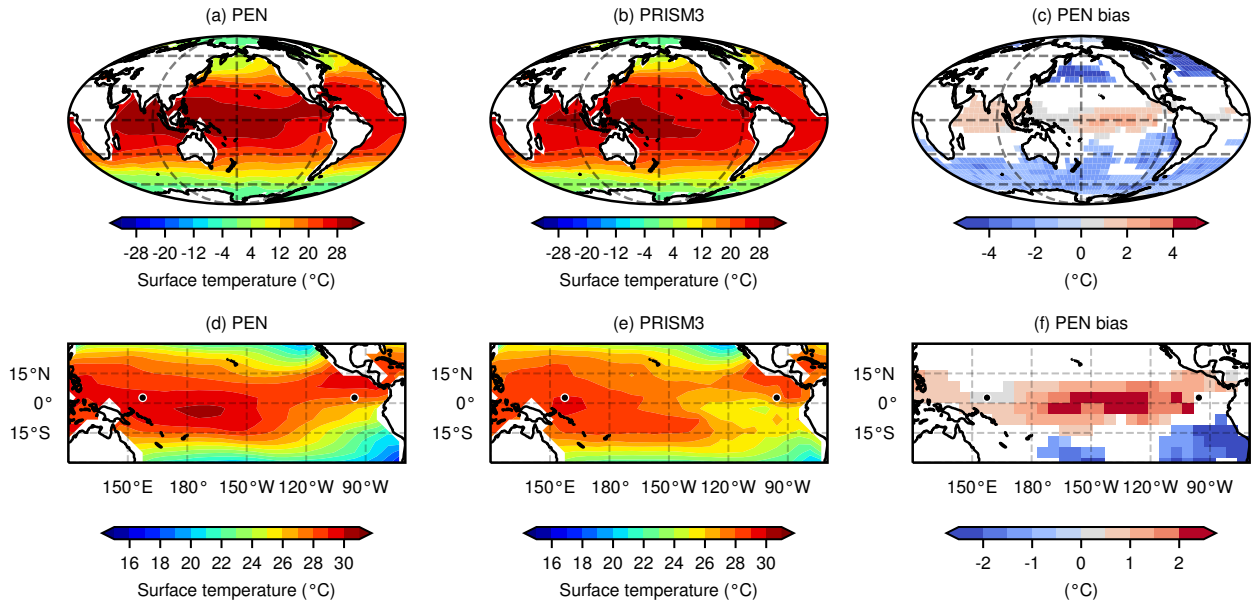 (a) PEN
(b) PRISM3
(c) PEN bias
-28 -20 -12 -4 4 12 20 28
-28 -20 -12 -4 4 12 20 28
-4 -2 0 2 4
Surface temperature (°C)
Surface temperature (°C)
(°C)
(d) PEN
(e) PRISM3
(f) PEN bias
15°N
0°
15°S
15°N
0°
15°S
150°E 180° 150°W 120°W 90°W
150°E 180° 150°W 120°W 90°W
150°E 180° 150°W 120°W 90°W
16 18 20 22 24 26 28 30
16 18 20 22 24 26 28 30
-2 -1 0 1 2
Surface temperature (°C)
Surface temperature (°C)
(°C)